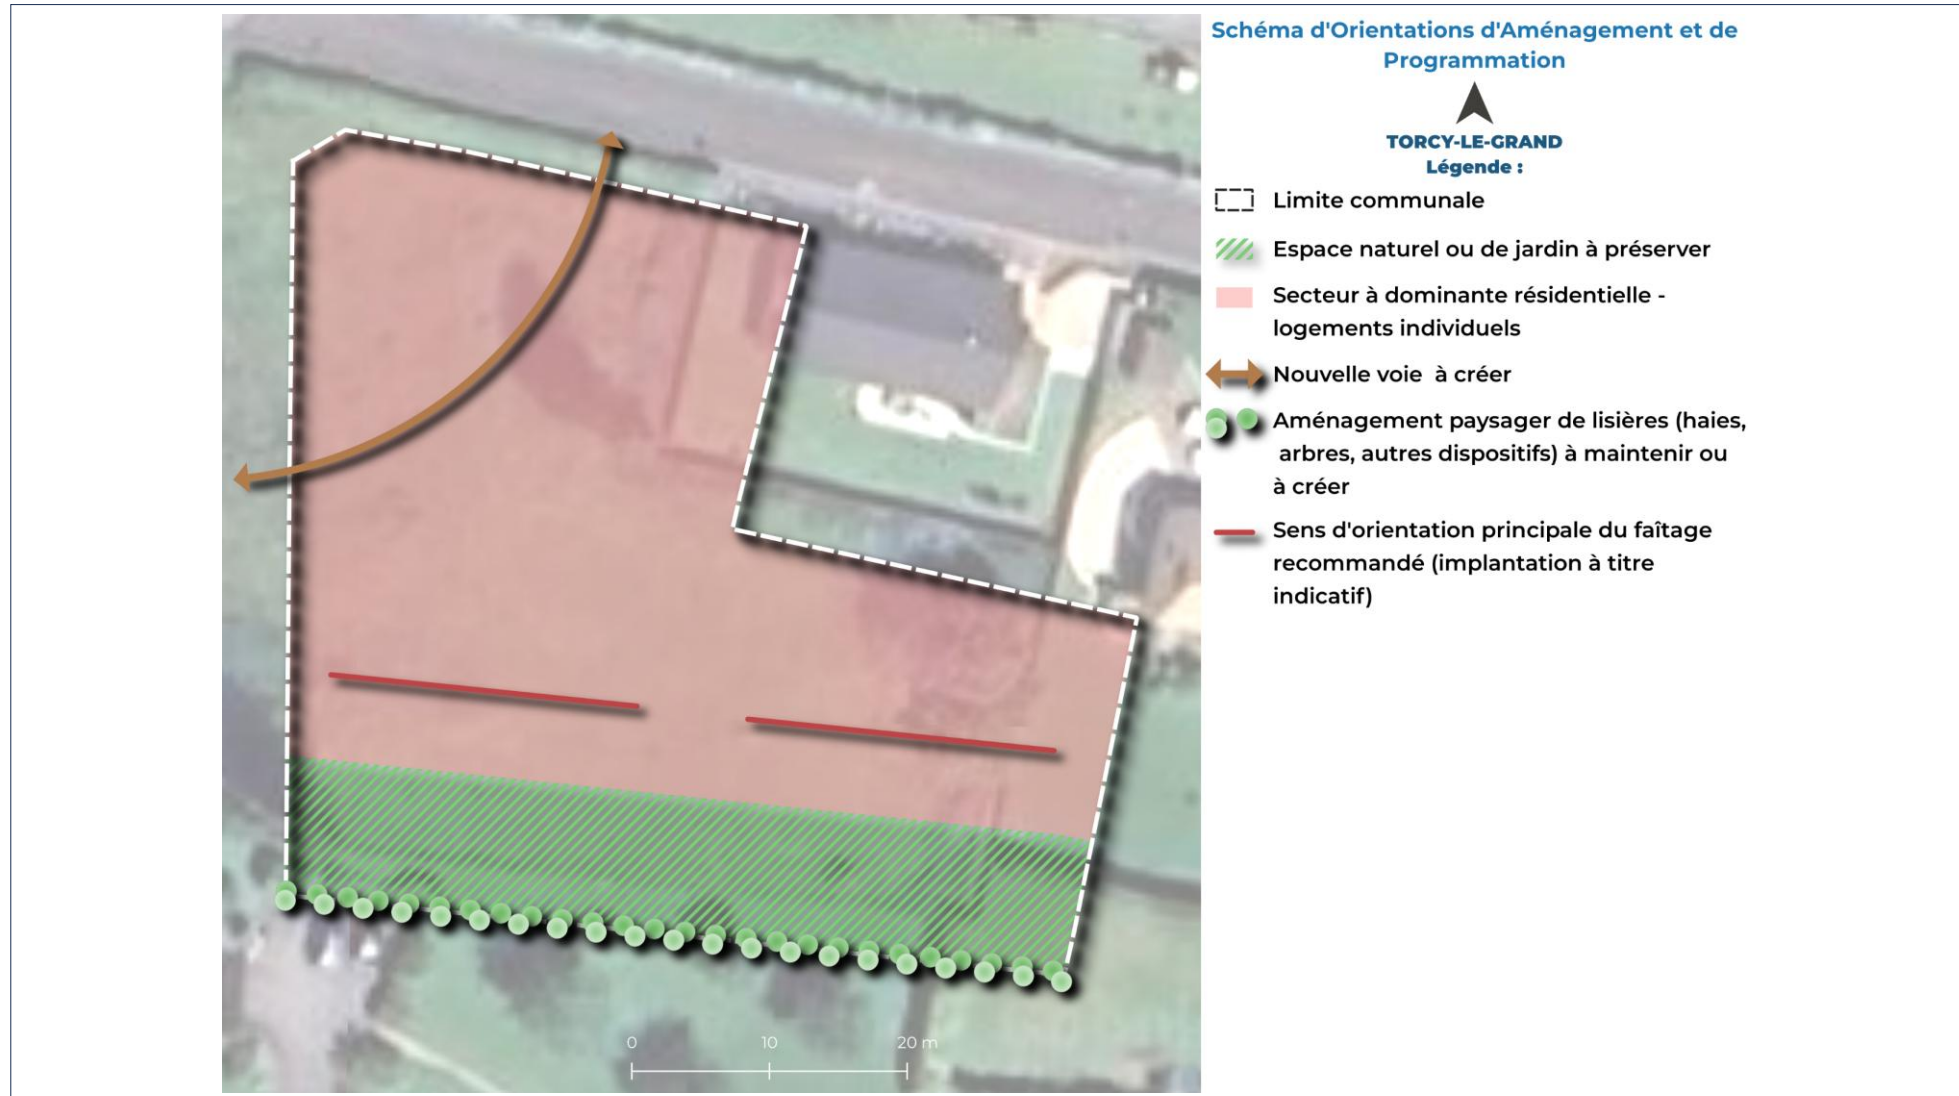 Schéma d'Orientations d'Aménagement et de
Programmation
TORCY-LE-GRAND
Légende :
Limite communale
Espace naturel ou de jardin à préserver
Secteur à dominante résidentielle -
logements individuels
Nouvelle voie à créer
Aménagement paysager de lisières (haies,
arbres, autres dispositifs) à maintenir ou
à créer
Sens d'orientation principale du faîtage
recommandé (implantation à titre
indicatif)
0 10 20 m